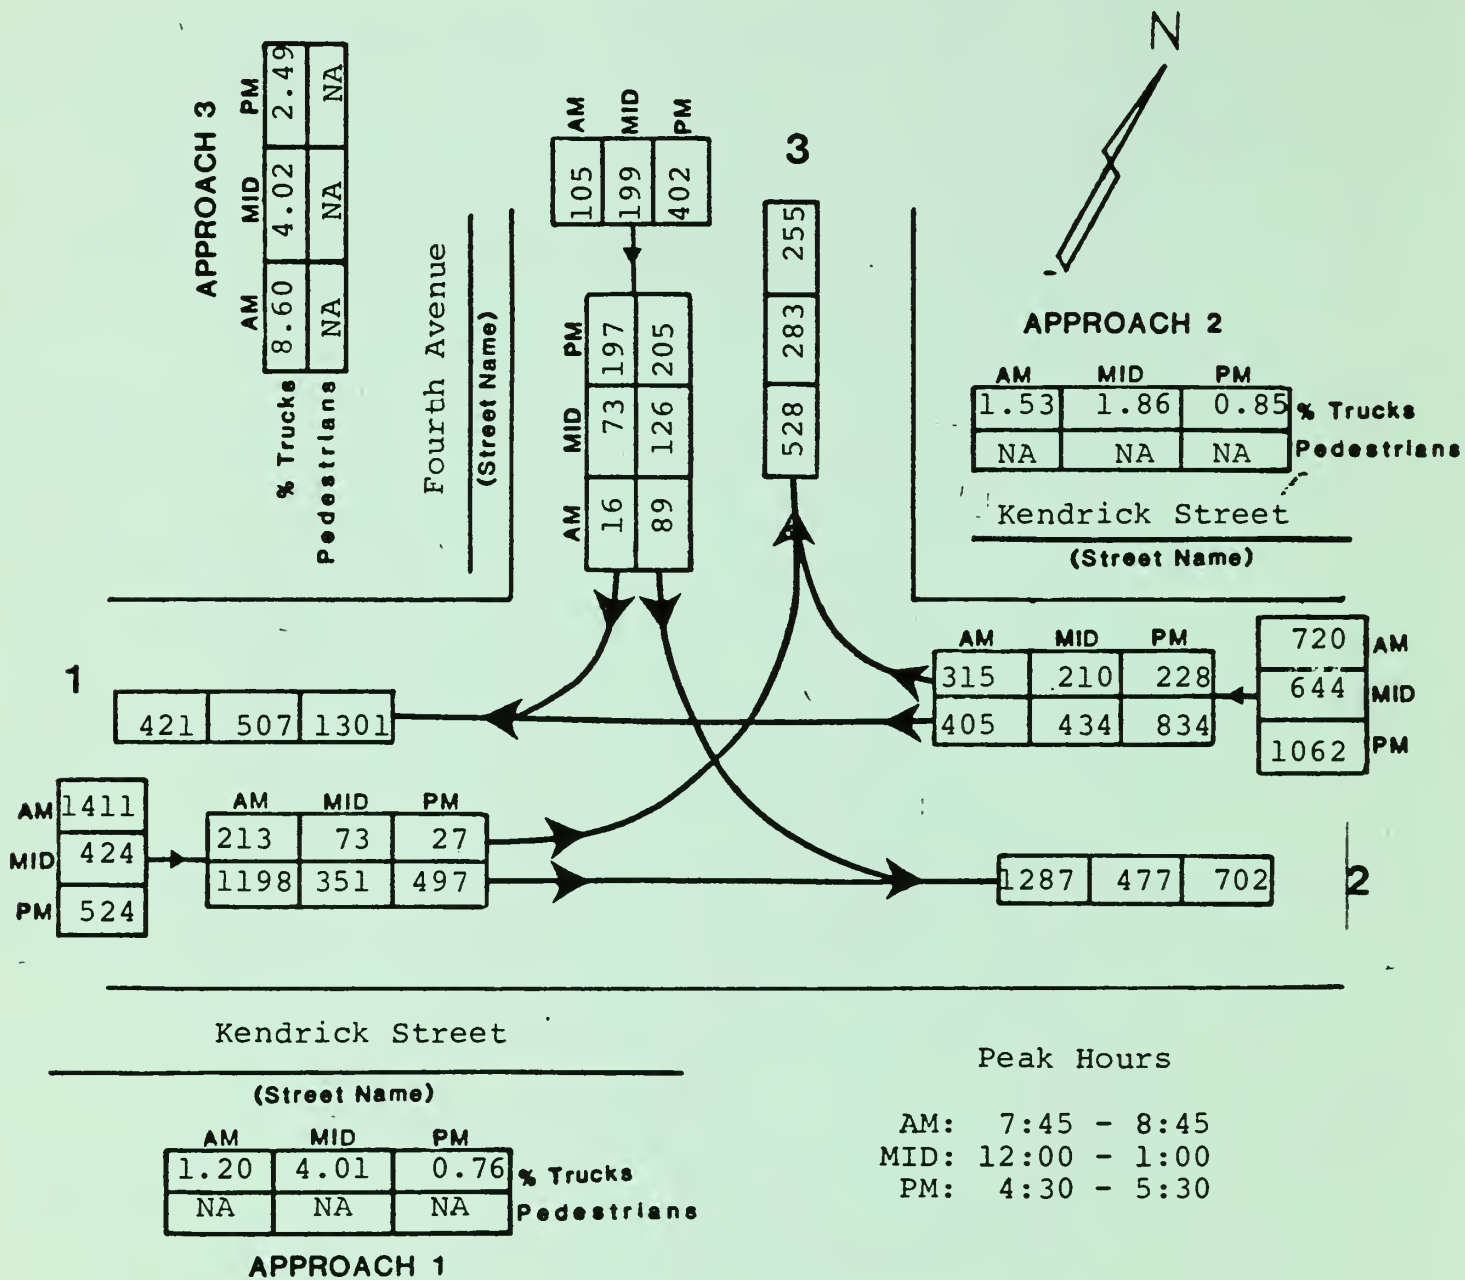 N
APPROACH 3
AM MID PM
8.60 4.02 2.49 % Trucks
NA NA NA Pedestrians
AM MID PM
105 199 402
3
528 283 255
Fourth Avenue
(Street Name)
AM MID PM
16 73 197
89 126 205
APPROACH 2
AM MID PM
1.53 1.86 0.85 % Trucks
NA NA NA Pedestrians
Kendrick Street
(Street Name)
AM MID PM
315 210 228
405 434 834
720 AM
644 MID
1062 PM
1
421 507 1301
AM 1411
MID 424
PM 524
AM MID PM
213 73 27
1198 351 497
1287 477 702
2
Kendrick Street
(Street Name)
AM MID PM
1.20 4.01 0.76 % Trucks
NA NA NA Pedestrians
APPROACH 1
Peak Hours
AM: 7:45 - 8:45
MID: 12:00 - 1:00
PM: 4:30 - 5:30